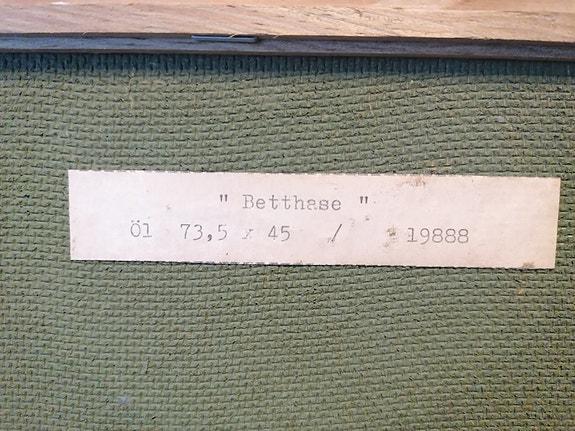 " Betthase "
Öl 73,5 x 45 / 19888